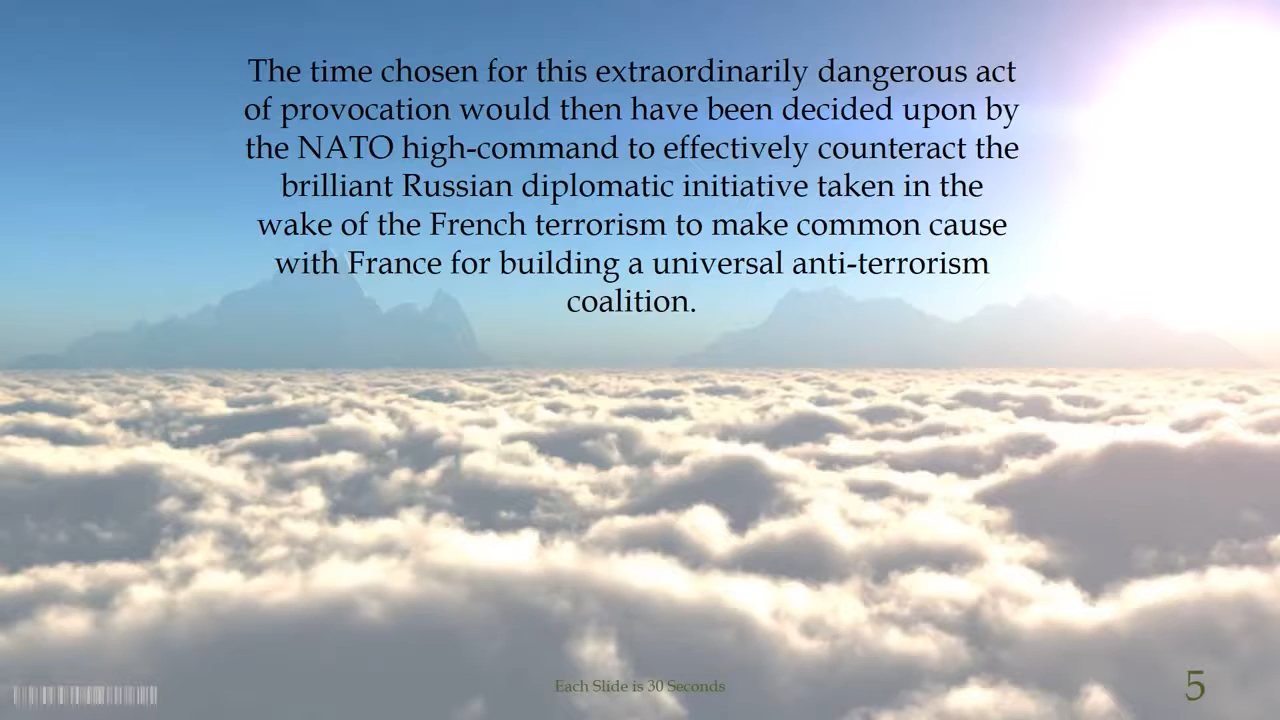 The time chosen for this extraordinarily dangerous act
of provocation would then have been decided upon by
the NATO high-command to effectively counteract the
brilliant Russian diplomatic initiative taken in the
wake of the French terrorism to make common cause
with France for building a universal anti-terrorism
coalition.
Each Slide is 30 Seconds
5